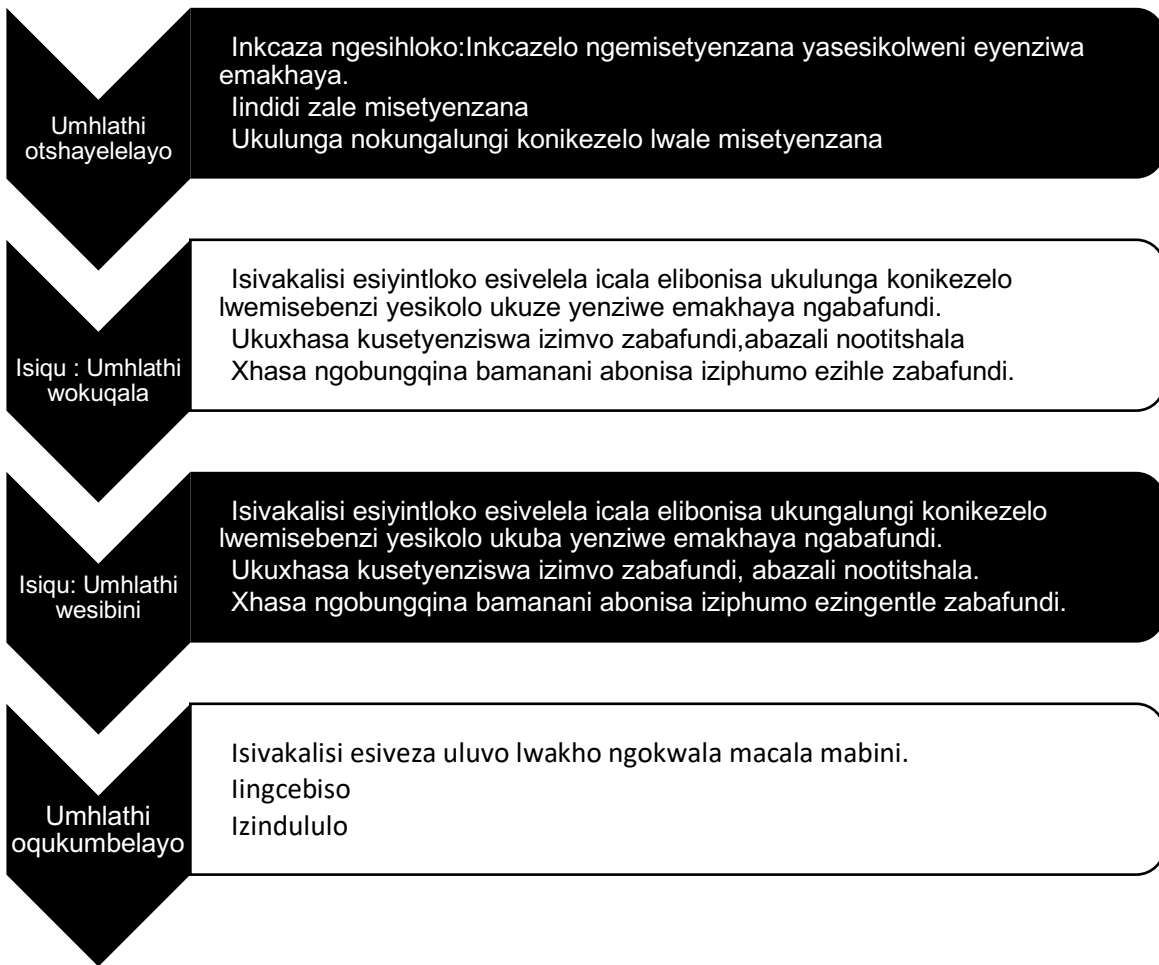 Umhlathi
otshayelelayo
Inkcaza ngesihloko:Inkcazelo ngemisetyenzana yasesikolweni eyenziwa
emakhaya.
Iindidi zale misetyenzana
Ukulunga nokungalungi konikezelo lwale misetyenzana
Isiqu : Umhlathi
wokuqala
Isivakalisi esiyintloko esivelela icala elibonisa ukulunga konikezelo
lwemisebenzi yesikolo ukuze yenziwe emakhaya ngabafundi.
Ukuxhasa kusetyenziswa izimvo zabafundi,abazali nootitshala
Xhasa ngobungqina bamanani abonisa iziphumo ezihle zabafundi.
Isiqu: Umhlathi
wesibini
Isivakalisi esiyintloko esivelela icala elibonisa ukungalungi konikezelo
lwemisebenzi yesikolo ukuba yenziwe emakhaya ngabafundi.
Ukuxhasa kusetyenziswa izimvo zabafundi, abazali nootitshala.
Xhasa ngobungqina bamanani abonisa iziphumo ezingentle zabafundi.
Umhlathi
oqukumbelayo
Isivakalisi esiveza uluvo lwakho ngokwala macala mabini.
Iingcebiso
Izindululo